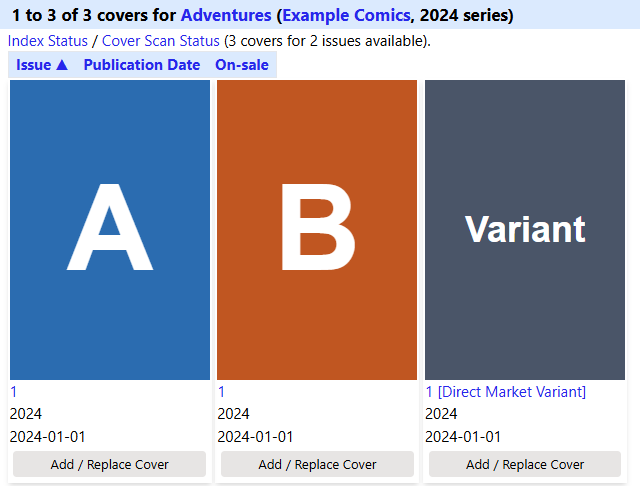 1 to 3 of 3 covers for Adventures (Example Comics, 2024 series)
Index Status / Cover Scan Status (3 covers for 2 issues available).
Issue ▲ Publication Date On-sale
A
B
Variant
1
2024
2024-01-01
Add / Replace Cover
1
2024
2024-01-01
Add / Replace Cover
1 [Direct Market Variant]
2024
2024-01-01
Add / Replace Cover